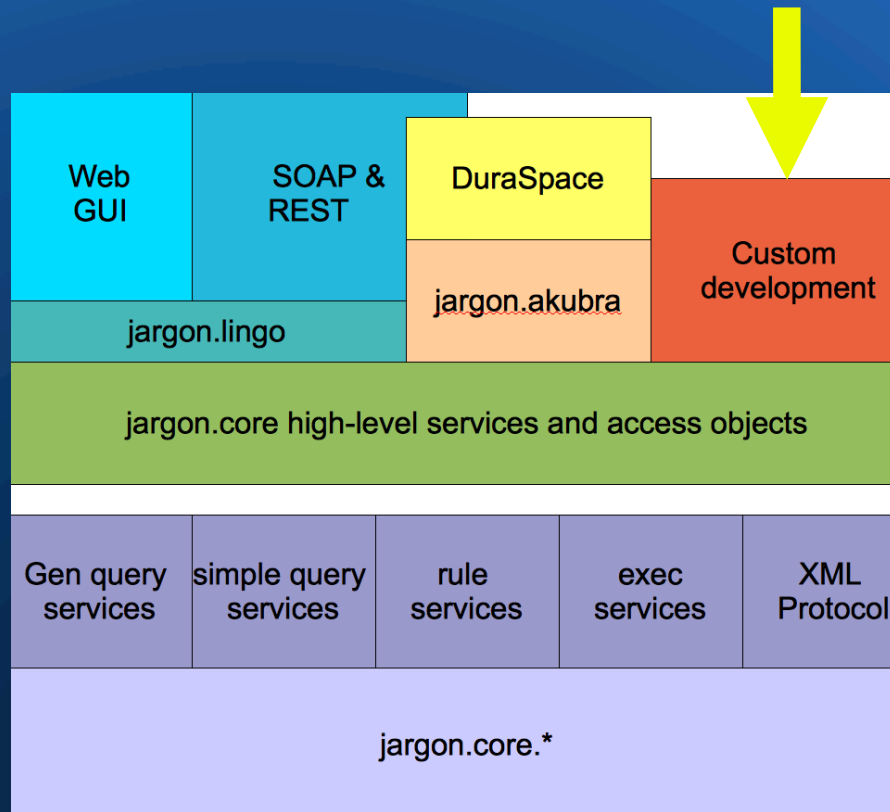 Web
GUI
SOAP &
REST
DuraSpace
Custom
development
jargon.akubra
jargon.lingo
jargon.core high-level services and access objects
Gen query
services
simple query
services
rule
services
exec
services
XML
Protocol
jargon.core.*